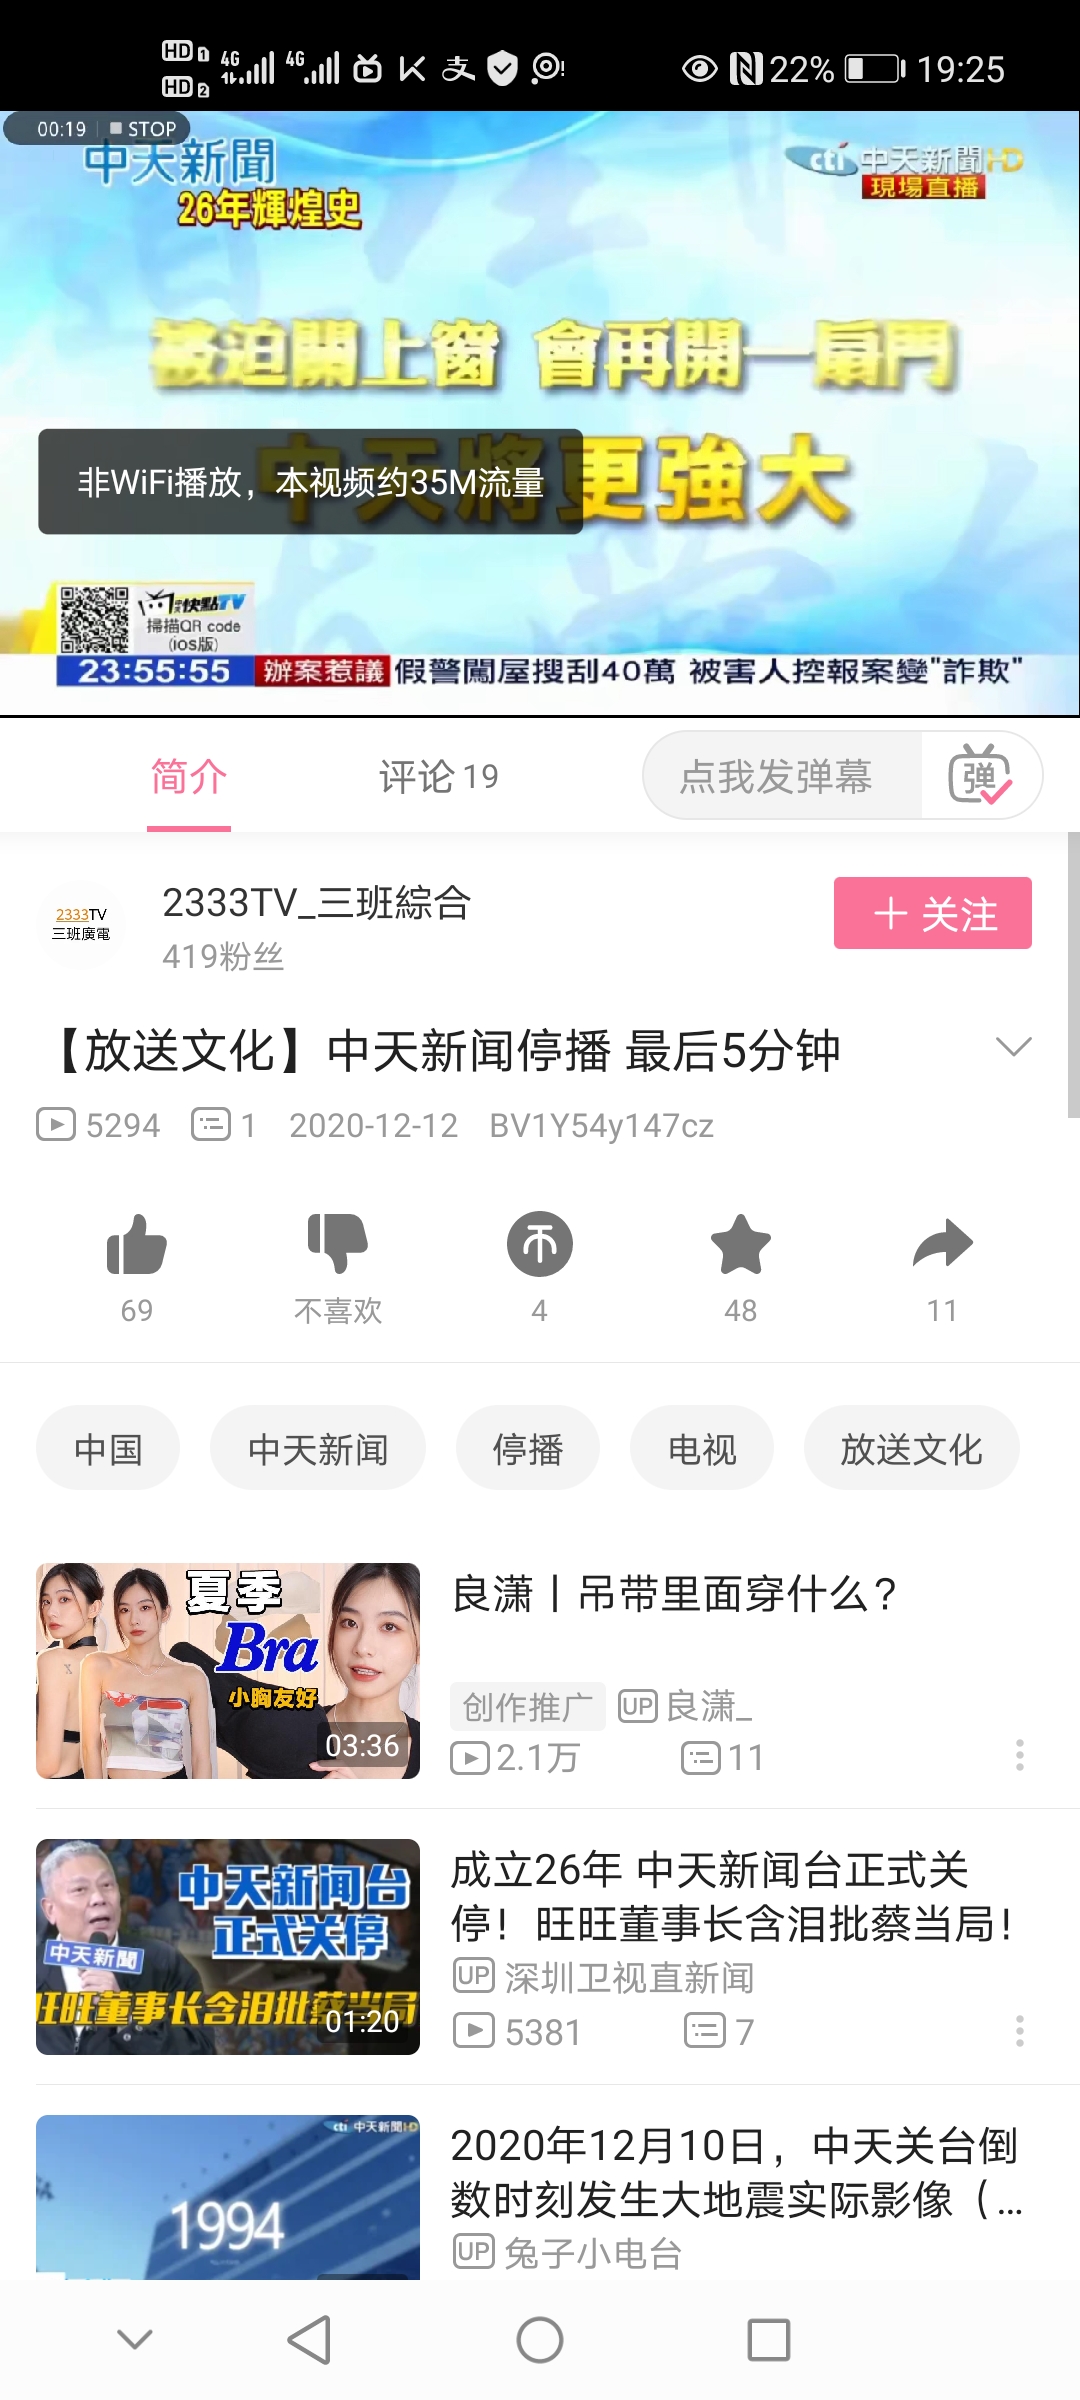 HD 1 4G 4G 22% 19:25
HD 2
00:19 STOP
中天新聞
26年輝煌史
cti 中天新聞HD
現場直播
被迫關上窗 會再開一扇門
中天將更強大
非WiFi播放，本视频约35M流量
快點TV
掃描QR code
(iOS版)
23:55:55 辦案惹議 假警闖屋搜刮40萬 被害人控報案變"詐欺"
简介 评论 19 点我发弹幕 弹
2333TV
三班廣電
2333TV_三班綜合
419粉丝
+ 关注
【放送文化】中天新闻停播 最后5分钟
5294 1 2020-12-12 BV1Y54y147cz
69 不喜欢 4 48 11
中国 中天新闻 停播 电视 放送文化
夏季
Bra
小胸友好
03:36
良潇丨吊带里面穿什么？
创作推广 UP 良潇_
2.1万 11
中天新闻台
正式关停
中天新聞
旺旺董事长含泪批蔡当局
01:20
成立26年 中天新闻台正式关
停！旺旺董事长含泪批蔡当局！
UP 深圳卫视直新闻
5381 7
cti 中天新聞HD
1994
2020年12月10日，中天关台倒
数时刻发生大地震实际影像（...
UP 兔子小电台